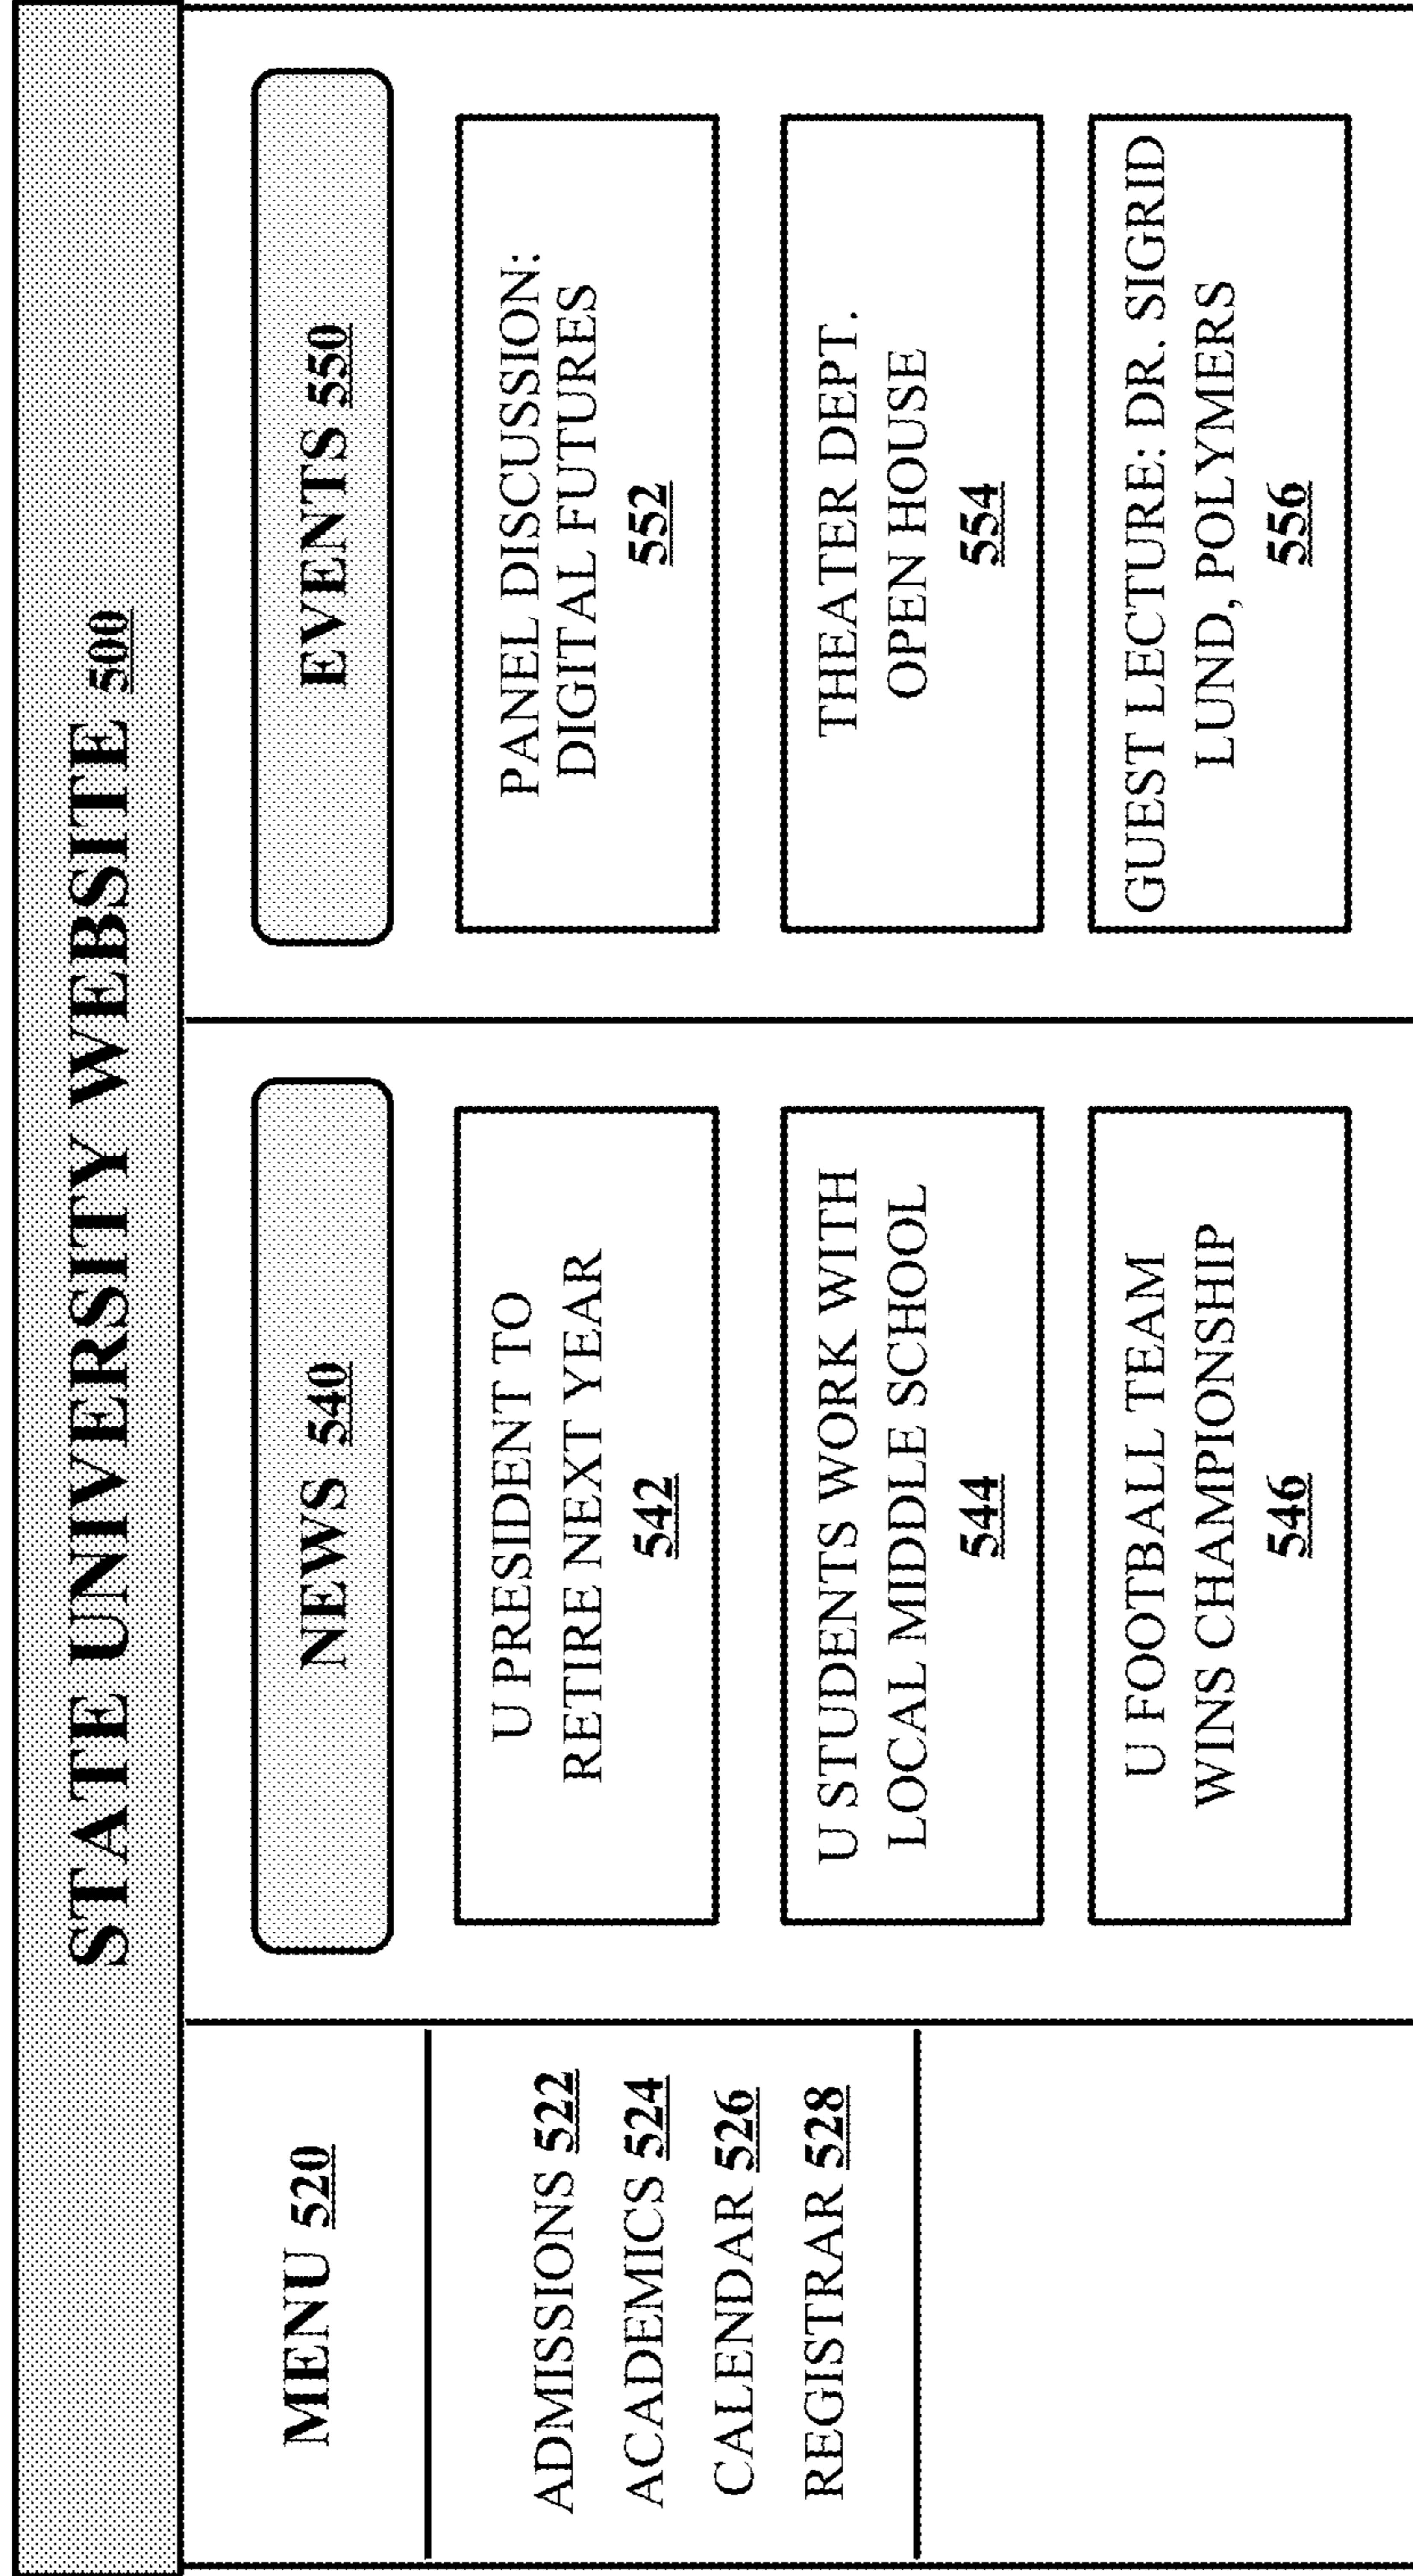 STATE UNIVERSITY WEBSITE 500
MENU 520
ADMISSIONS 522
ACADEMICS 524
CALENDAR 526
REGISTRAR 528
NEWS 540
U PRESIDENT TO
RETIRE NEXT YEAR
542
U STUDENTS WORK WITH
LOCAL MIDDLE SCHOOL
544
U FOOTBALL TEAM
WINS CHAMPIONSHIP
546
EVENTS 550
PANEL DISCUSSION:
DIGITAL FUTURES
552
THEATER DEPT.
OPEN HOUSE
554
GUEST LECTURE: DR. SIGRID
LUND, POLYMERS
556